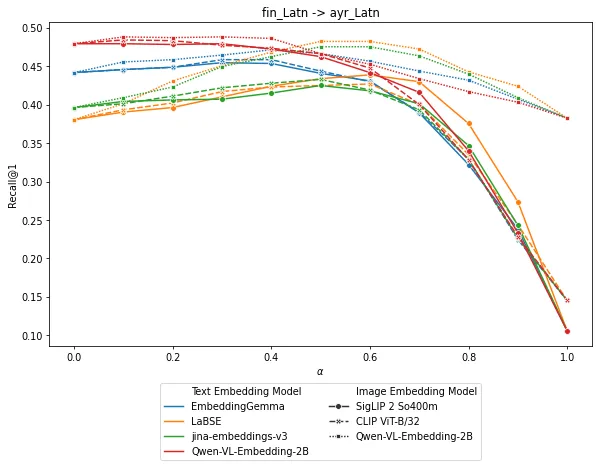 fin_Latn -> ayr_Latn
Recall@1
0.50
0.45
0.40
0.35
0.30
0.25
0.20
0.15
0.10
0.0 0.2 0.4 0.6 0.8 1.0
α
Text Embedding Model Image Embedding Model
EmbeddingGemma SigLIP 2 So400m
LaBSE CLIP ViT-B/32
jina-embeddings-v3 Qwen-VL-Embedding-2B
Qwen-VL-Embedding-2B